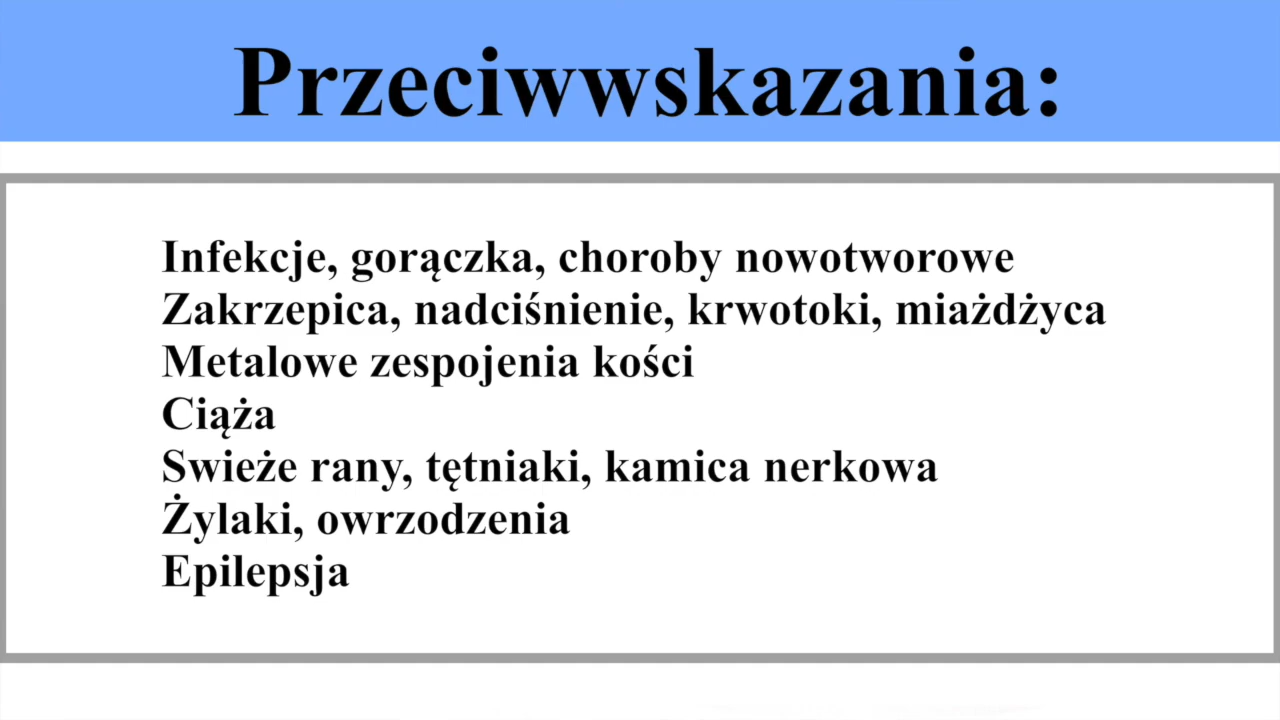 Przeciwwskazania:
Infekcje, gorączka, choroby nowotworowe
Zakrzepica, nadciśnienie, krwotoki, miażdżyca
Metalowe zespojenia kości
Ciąża
Swieże rany, tętniaki, kamica nerkowa
Żylaki, owrzodzenia
Epilepsja